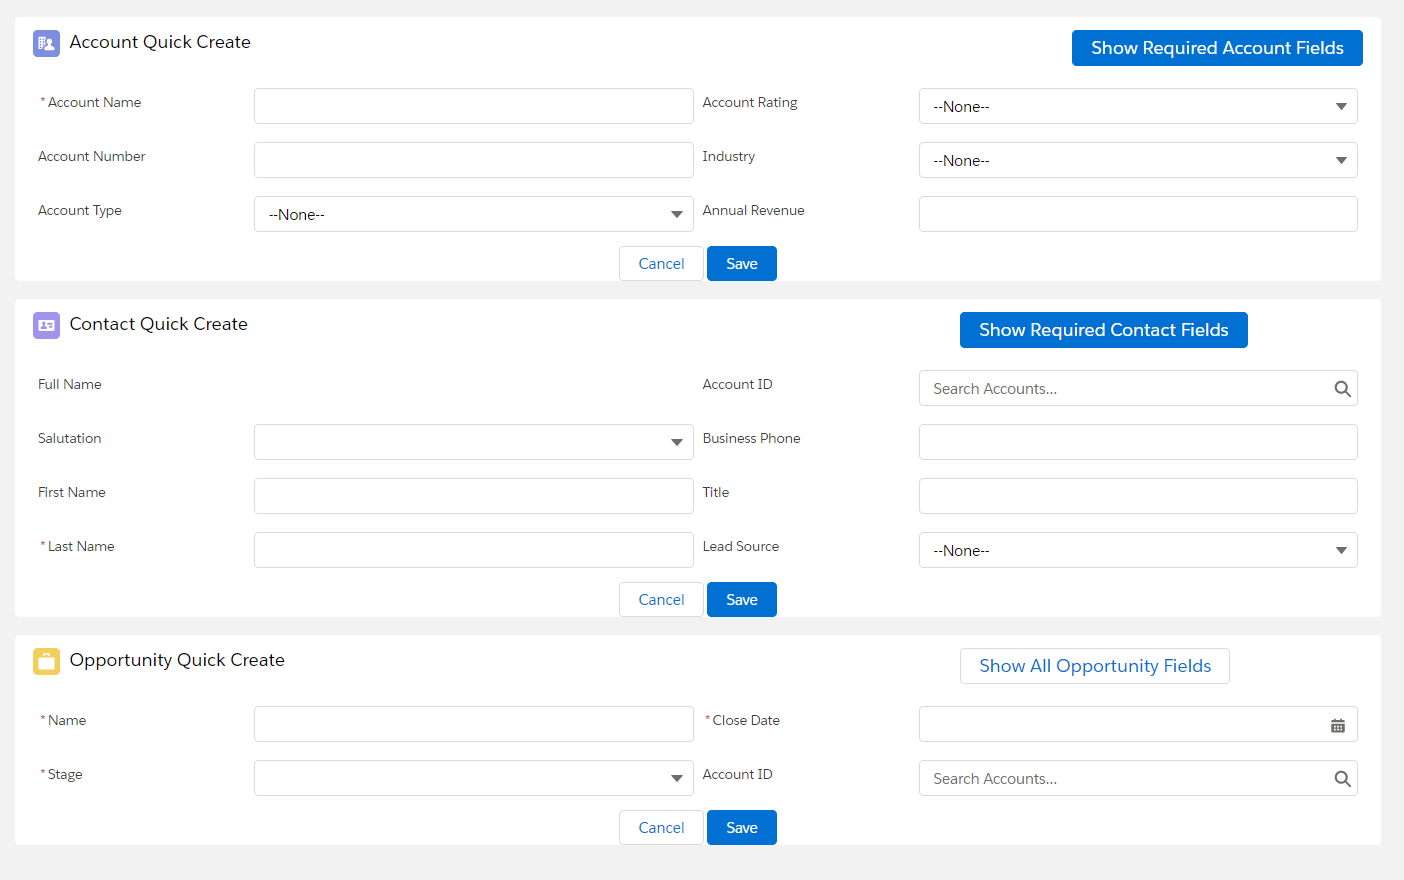 Account Quick Create
Show Required Account Fields
* Account Name
Account Rating
--None--
Account Number
Industry
--None--
Account Type
--None--
Annual Revenue
Cancel
Save
Contact Quick Create
Show Required Contact Fields
Full Name
Account ID
Search Accounts...
Salutation
Business Phone
First Name
Title
* Last Name
Lead Source
--None--
Cancel
Save
Opportunity Quick Create
Show All Opportunity Fields
* Name
* Close Date
* Stage
Account ID
Search Accounts...
Cancel
Save